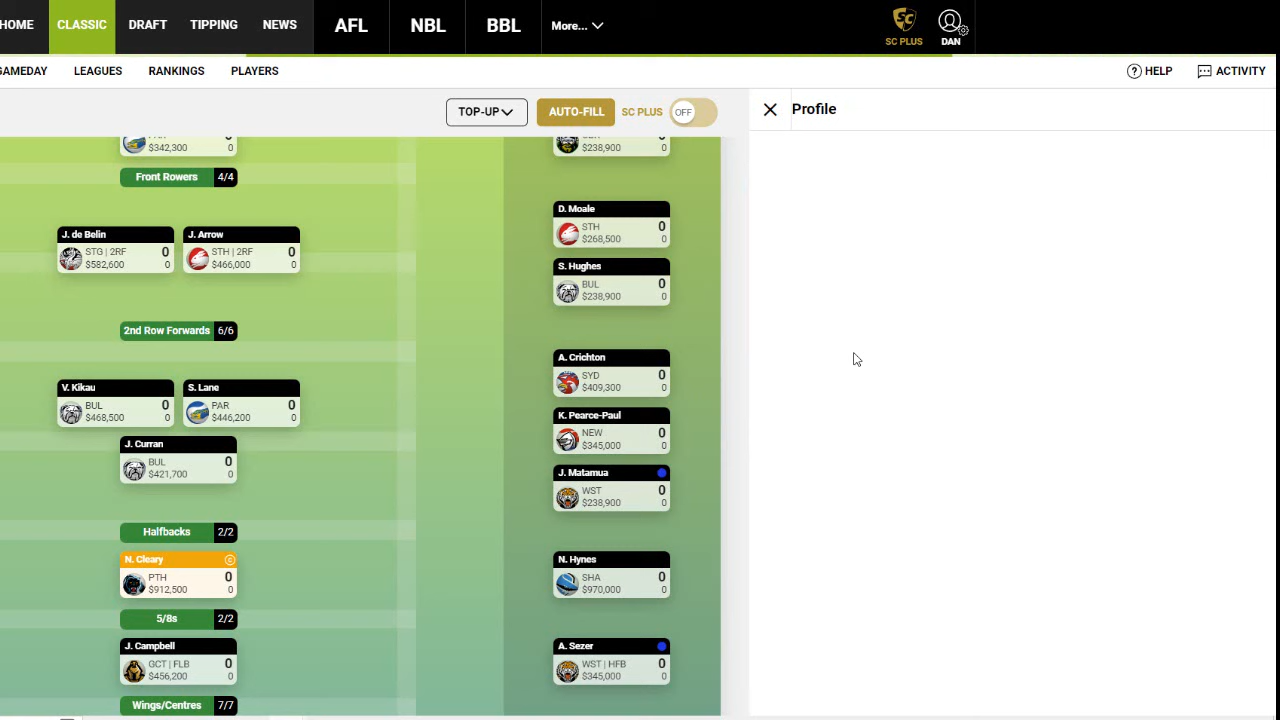 HOME CLASSIC DRAFT TIPPING NEWS AFL NBL BBL More... SC PLUS DAN
GAMEDAY LEAGUES RANKINGS PLAYERS HELP ACTIVITY
TOP-UP AUTO-FILL SC PLUS OFF
Profile
0
$342,300 0
$238,900 0
Front Rowers 4/4
J. de Belin
STG | 2RF 0
$582,600 0
J. Arrow
STH | 2RF 0
$466,000 0
D. Moale
STH 0
$268,500 0
S. Hughes
BUL 0
$238,900 0
2nd Row Forwards 6/6
V. Kikau
BUL 0
$468,500 0
S. Lane
PAR 0
$446,200 0
J. Curran
BUL 0
$421,700 0
A. Crichton
SYD 0
$409,300 0
K. Pearce-Paul
NEW 0
$345,000 0
J. Matamua
WST 0
$238,900 0
Halfbacks 2/2
N. Cleary C
PTH 0
$912,500 0
N. Hynes
SHA 0
$970,000 0
5/8s 2/2
J. Campbell
GCT | FLB 0
$456,200 0
A. Sezer
WST | HFB 0
$345,000 0
Wings/Centres 7/7